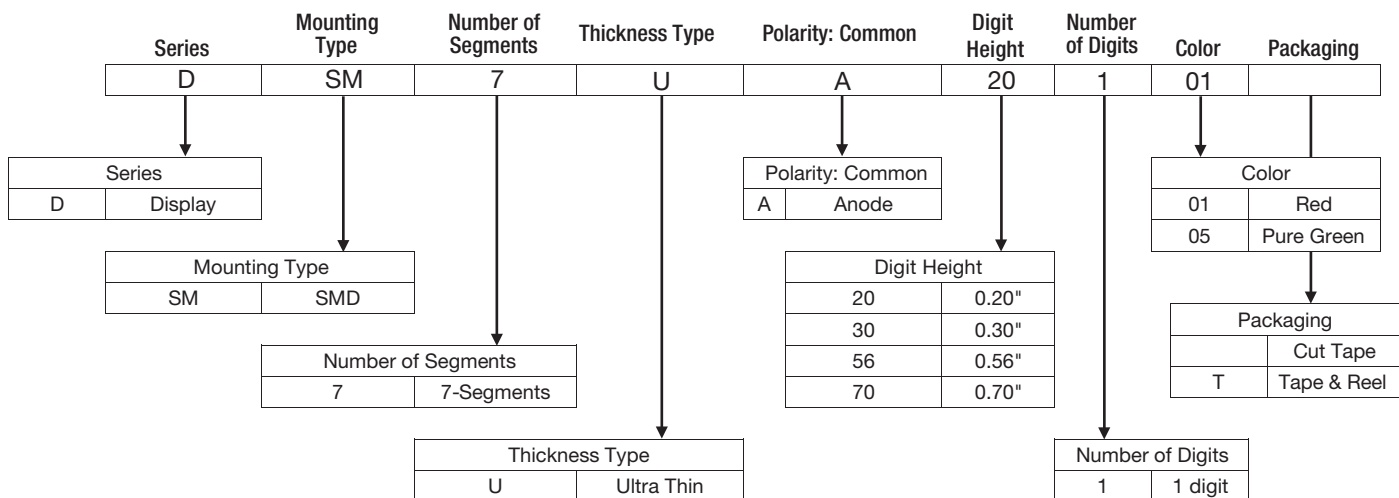 Series Mounting Type Number of Segments Thickness Type Polarity: Common Digit Height Number of Digits Color Packaging
D SM 7 U A 20 1 01
Series
D Display
Mounting Type
SM SMD
Number of Segments
7 7-Segments
Thickness Type
U Ultra Thin
Polarity: Common
A Anode
Digit Height
20 0.20"
30 0.30"
56 0.56"
70 0.70"
Number of Digits
1 1 digit
Color
01 Red
05 Pure Green
Packaging
Cut Tape
T Tape & Reel